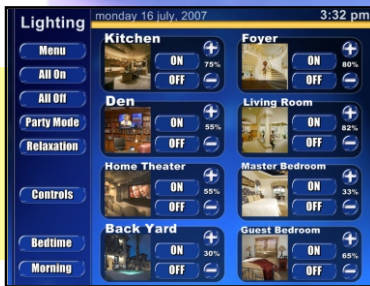 Lighting
monday 16 july, 2007
3:32 pm
Menu
All On
All Off
Party Mode
Relaxation
Controls
Bedtime
Morning
Kitchen
ON
OFF
75%
Foyer
ON
OFF
80%
Den
ON
OFF
55%
Living Room
ON
OFF
82%
Home Theater
ON
OFF
55%
Master Bedroom
ON
OFF
33%
Back Yard
ON
OFF
30%
Guest Bedroom
ON
OFF
65%